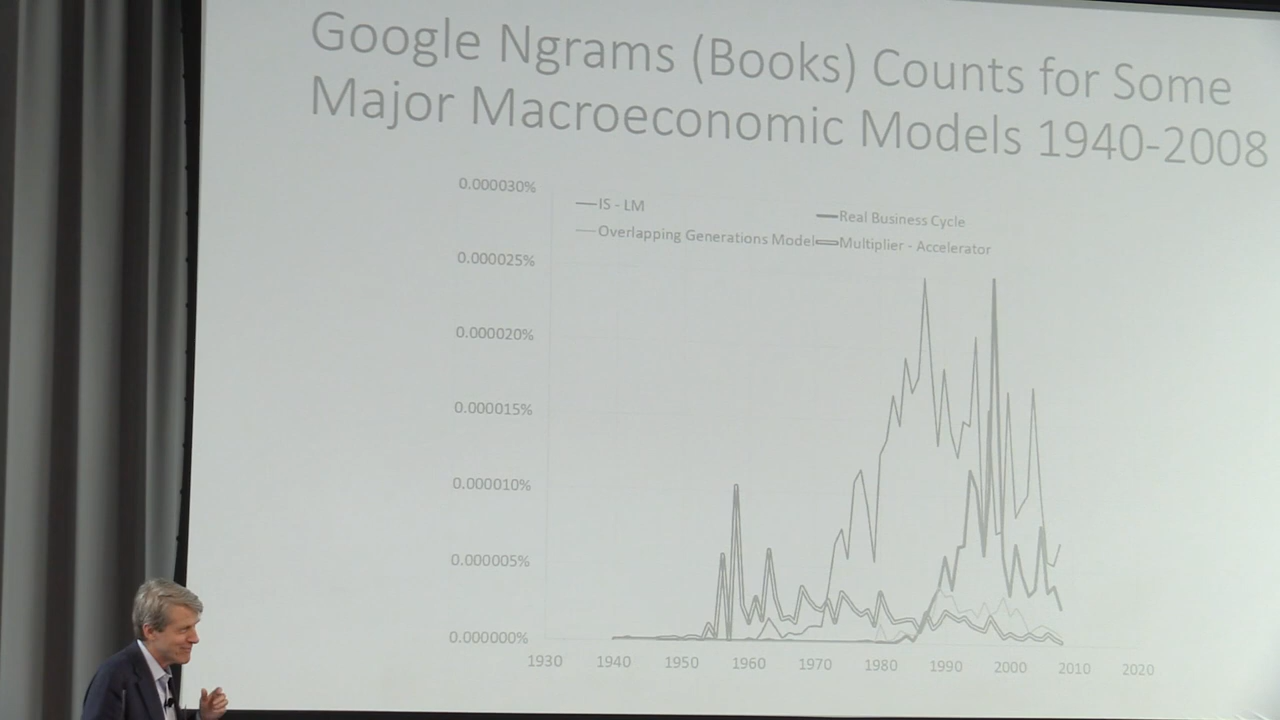 Google Ngrams (Books) Counts for Some
Major Macroeconomic Models 1940-2008
0.000030%
IS - LM
Real Business Cycle
Overlapping Generations Model
Multiplier - Accelerator
0.000025%
0.000020%
0.000015%
0.000010%
0.000005%
0.000000%
1930 1940 1950 1960 1970 1980 1990 2000 2010 2020